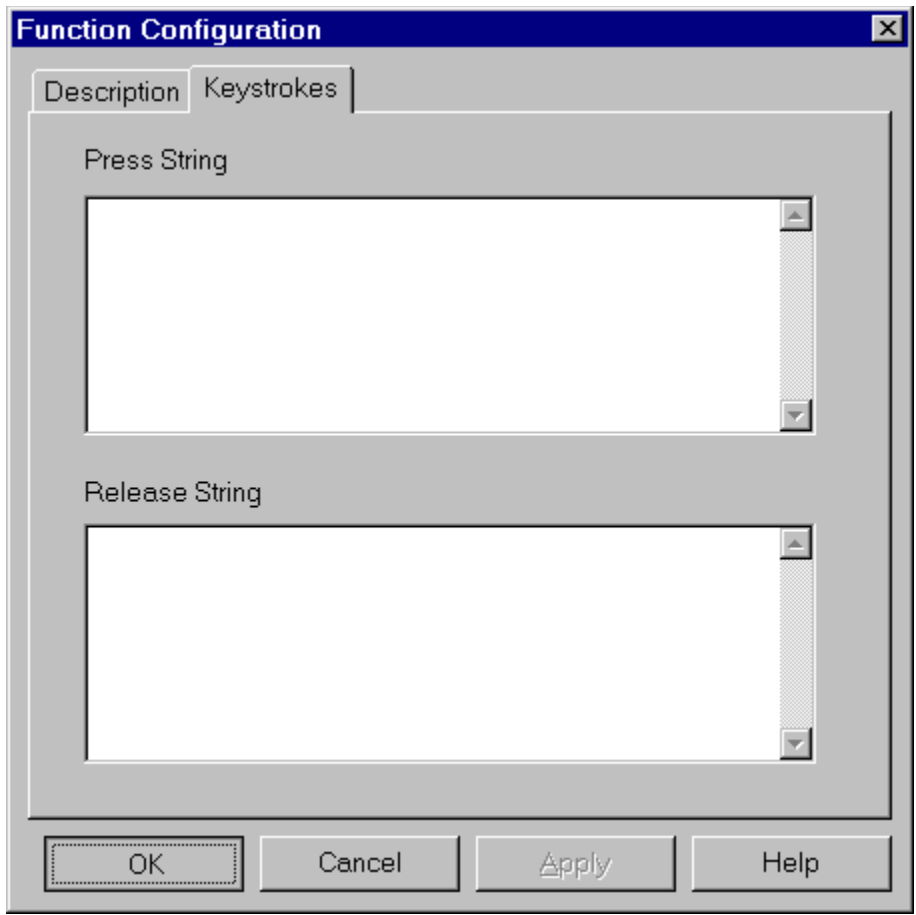 Function Configuration
Description Keystrokes
Press String
Release String
OK Cancel Apply Help